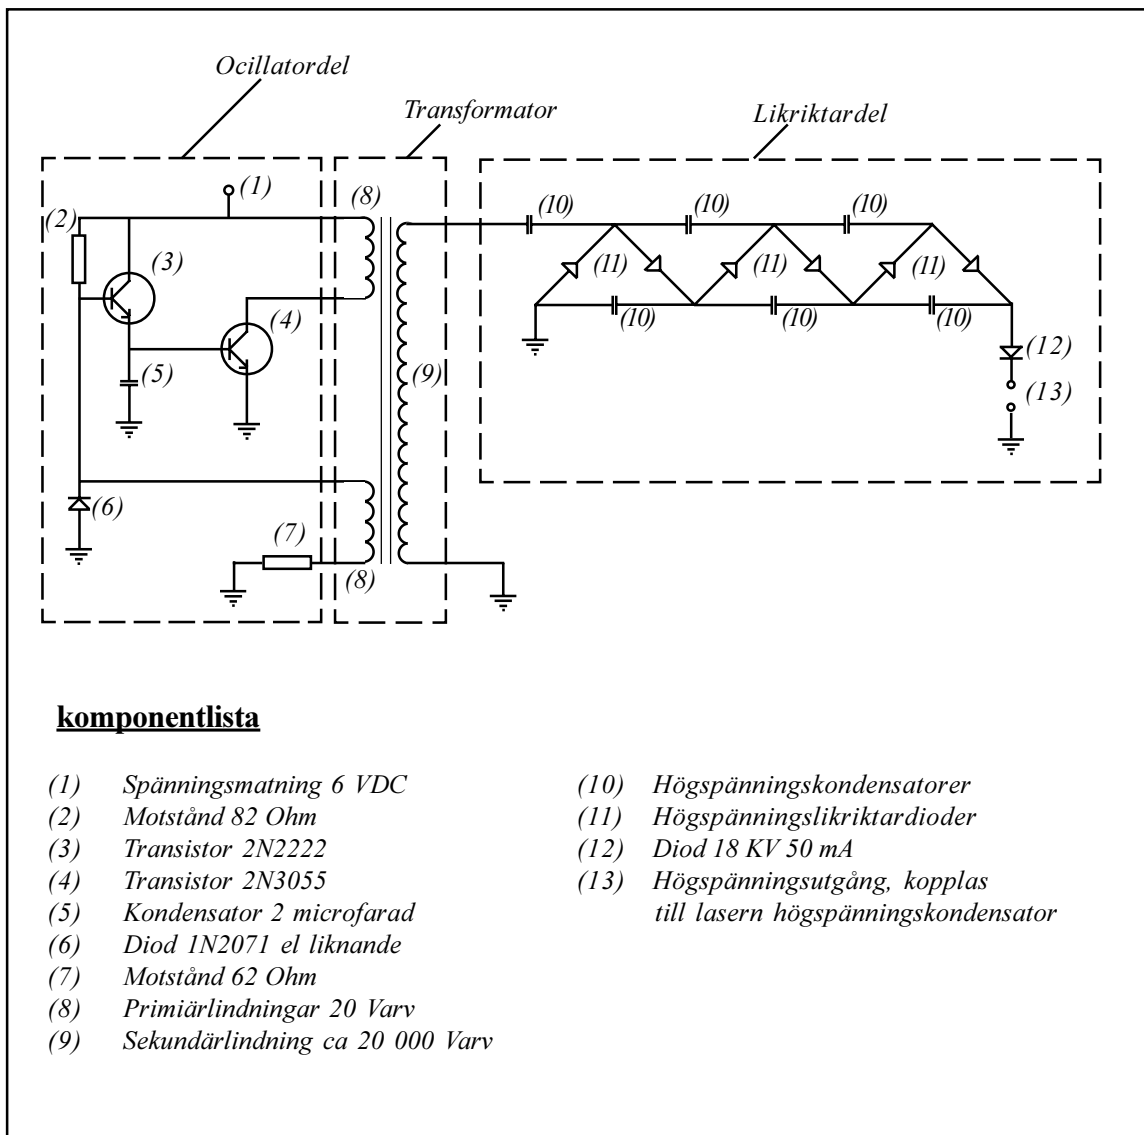 Ocillatordel
Transformator
Likriktardel
(1)
(2)
(3)
(4)
(5)
(6)
(7)
(8)
(8)
(9)
(10)
(10)
(10)
(11)
(11)
(11)
(10)
(10)
(10)
(12)
(13)
komponentlista
(1) Spänningsmatning 6 VDC
(2) Motstånd 82 Ohm
(3) Transistor 2N2222
(4) Transistor 2N3055
(5) Kondensator 2 microfarad
(6) Diod 1N2071 el liknande
(7) Motstånd 62 Ohm
(8) Primiärlindningar 20 Varv
(9) Sekundärlindning ca 20 000 Varv
(10) Högspänningskondensatorer
(11) Högspänningslikriktardioder
(12) Diod 18 KV 50 mA
(13) Högspänningsutgång, kopplas
till lasern högspänningskondensator